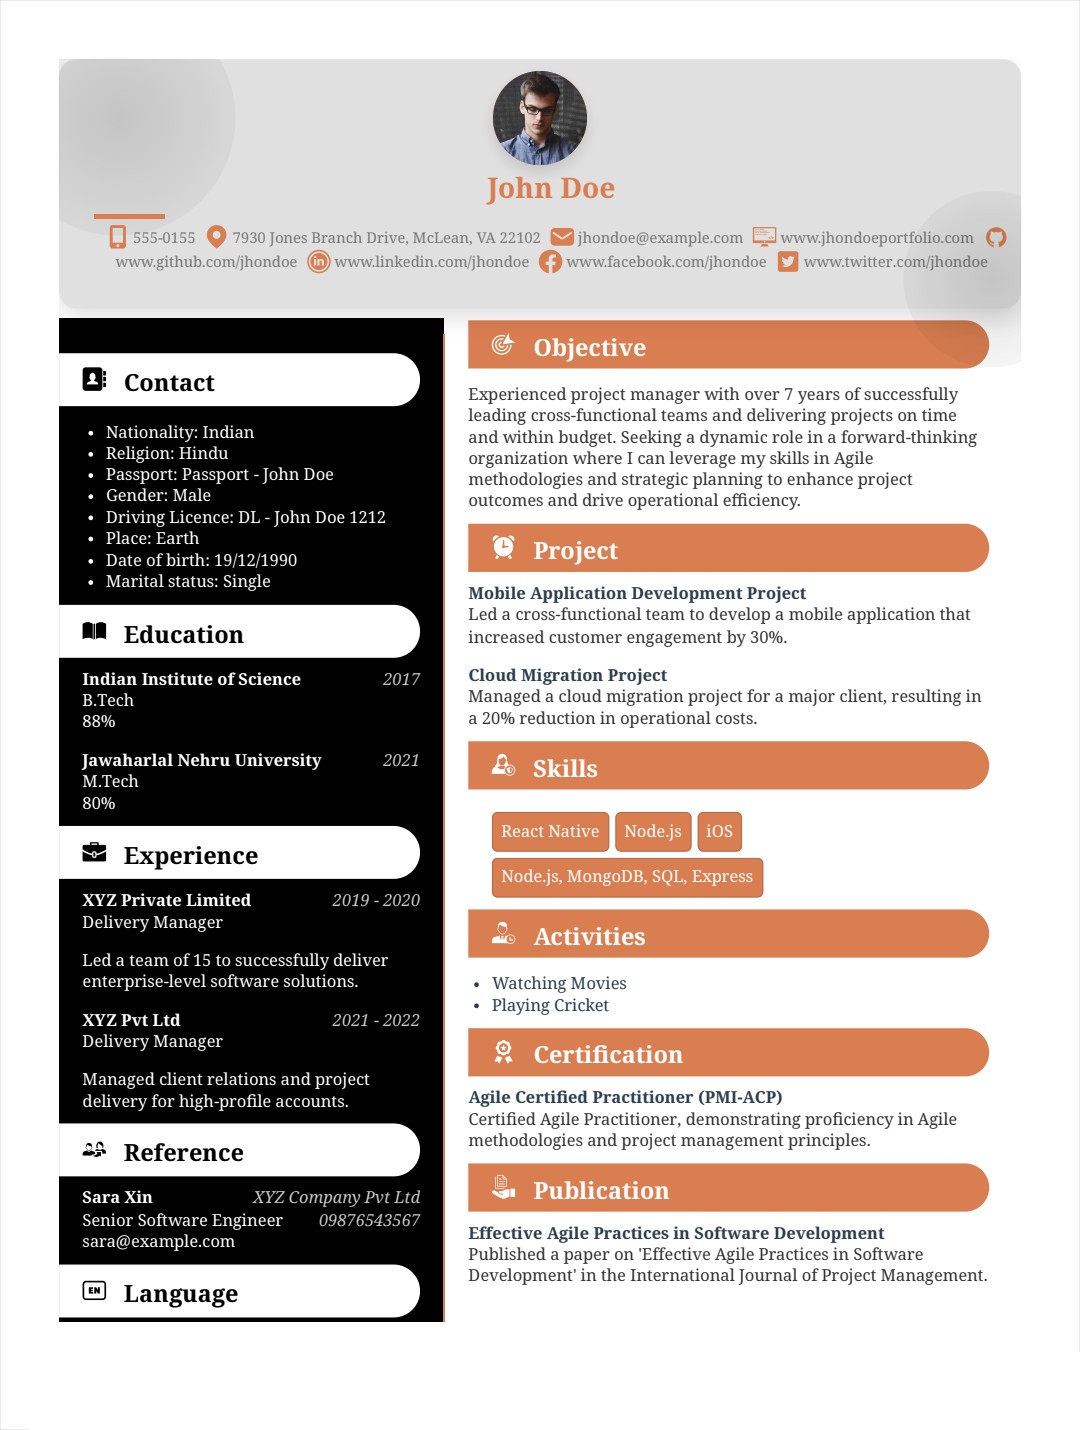 John Doe
555-0155 7930 Jones Branch Drive, McLean, VA 22102 jhondoe@example.com www.jhondoeportfolio.com
www.github.com/jhondoe www.linkedin.com/jhondoe www.facebook.com/jhondoe www.twitter.com/jhondoe
Contact
• Nationality: Indian
• Religion: Hindu
• Passport: Passport - John Doe
• Gender: Male
• Driving Licence: DL - John Doe 1212
• Place: Earth
• Date of birth: 19/12/1990
• Marital status: Single
Education
Indian Institute of Science 2017
B.Tech
88%
Jawaharlal Nehru University 2021
M.Tech
80%
Experience
XYZ Private Limited 2019 - 2020
Delivery Manager
Led a team of 15 to successfully deliver
enterprise-level software solutions.
XYZ Pvt Ltd 2021 - 2022
Delivery Manager
Managed client relations and project
delivery for high-profile accounts.
Reference
Sara Xin XYZ Company Pvt Ltd
Senior Software Engineer 09876543567
sara@example.com
EN Language
Objective
Experienced project manager with over 7 years of successfully
leading cross-functional teams and delivering projects on time
and within budget. Seeking a dynamic role in a forward-thinking
organization where I can leverage my skills in Agile
methodologies and strategic planning to enhance project
outcomes and drive operational efficiency.
Project
Mobile Application Development Project
Led a cross-functional team to develop a mobile application that
increased customer engagement by 30%.
Cloud Migration Project
Managed a cloud migration project for a major client, resulting in
a 20% reduction in operational costs.
Skills
React Native Node.js iOS
Node.js, MongoDB, SQL, Express
Activities
• Watching Movies
• Playing Cricket
Certification
Agile Certified Practitioner (PMI-ACP)
Certified Agile Practitioner, demonstrating proficiency in Agile
methodologies and project management principles.
Publication
Effective Agile Practices in Software Development
Published a paper on 'Effective Agile Practices in Software
Development' in the International Journal of Project Management.